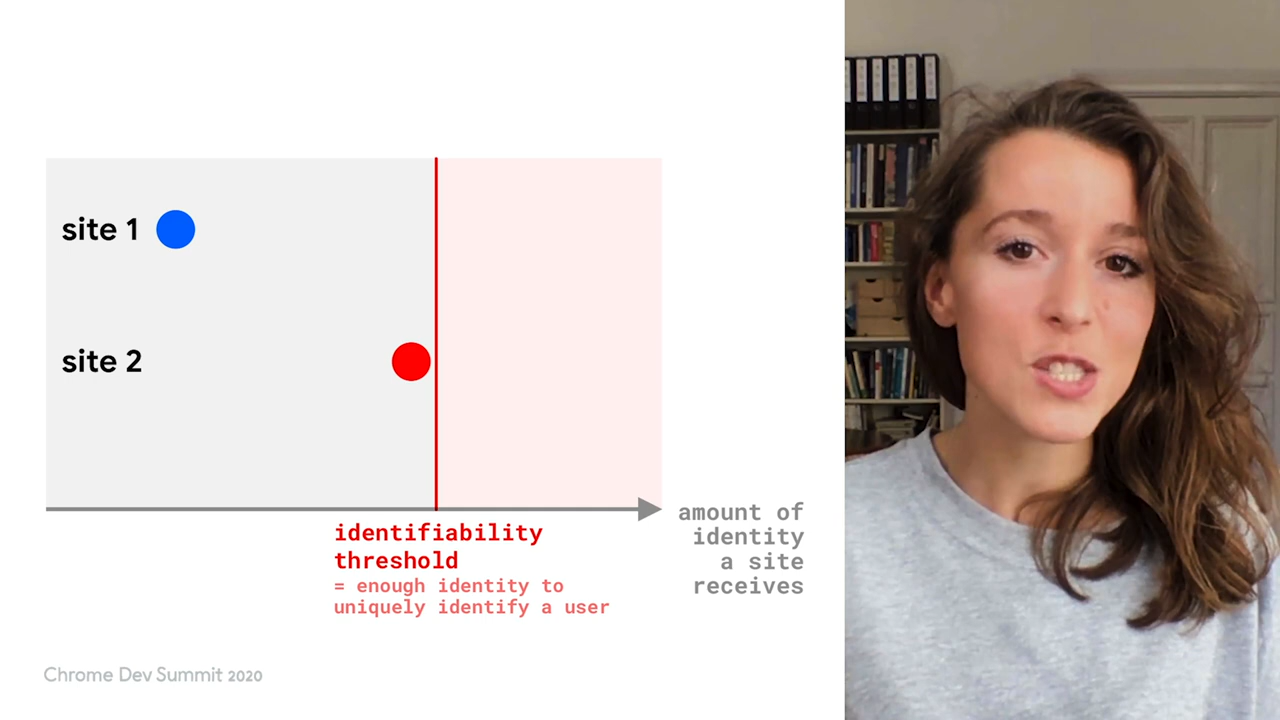 site 1
site 2
identifiability
threshold
= enough identity to
uniquely identify a user
amount of
identity
a site
receives
Chrome Dev Summit 2020